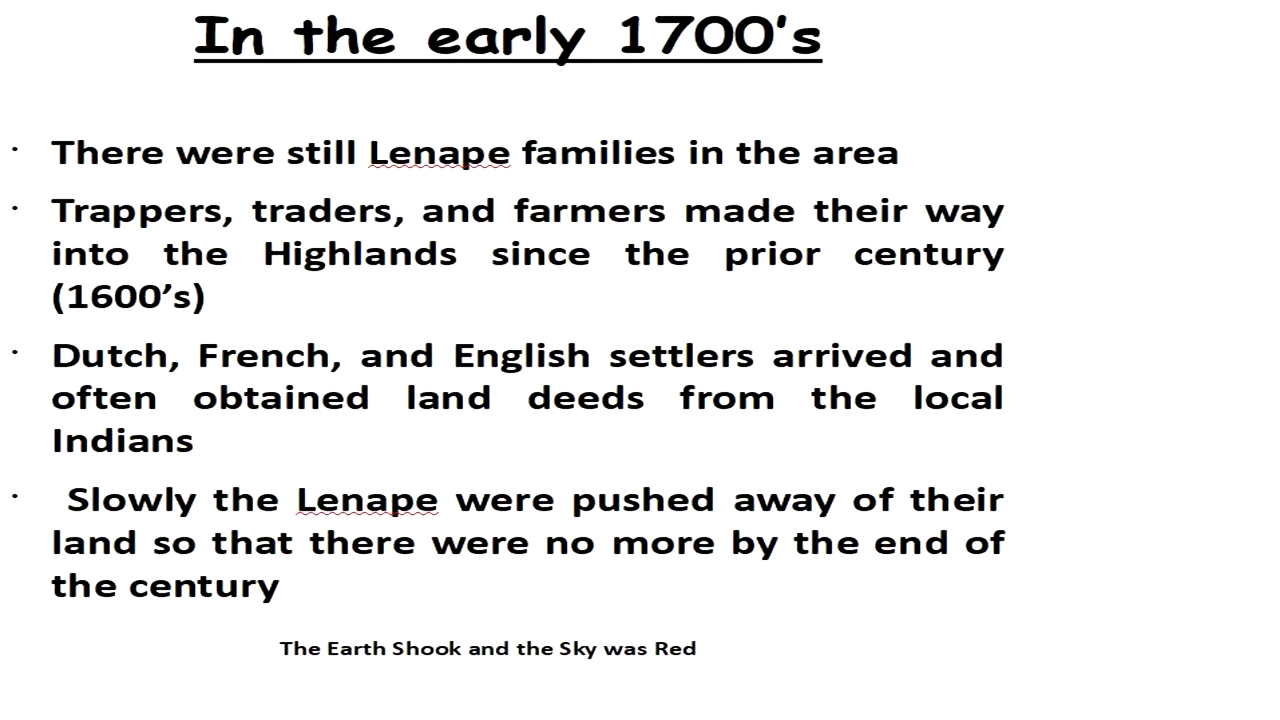 In the early 1700's
· There were still Lenape families in the area
· Trappers, traders, and farmers made their way
into the Highlands since the prior century
(1600’s)
· Dutch, French, and English settlers arrived and
often obtained land deeds from the local
Indians
· Slowly the Lenape were pushed away of their
land so that there were no more by the end of
the century
The Earth Shook and the Sky was Red